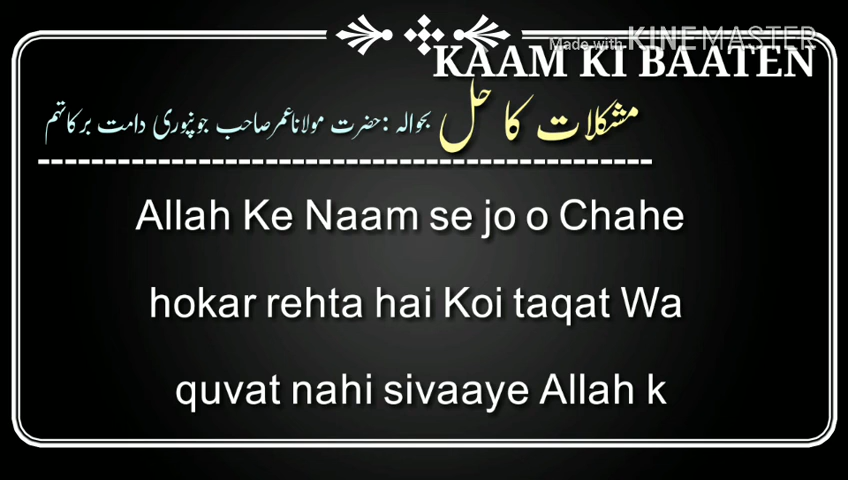 Made with KINEMASTER
KAAM KI BAATEN
مشکلات کا حل بحوالہ : حضرت مولانا عمر صاحب جونپوری دامت برکاتہم
Allah Ke Naam se jo o Chahe
hokar rehta hai Koi taqat Wa
quvat nahi sivaaye Allah k